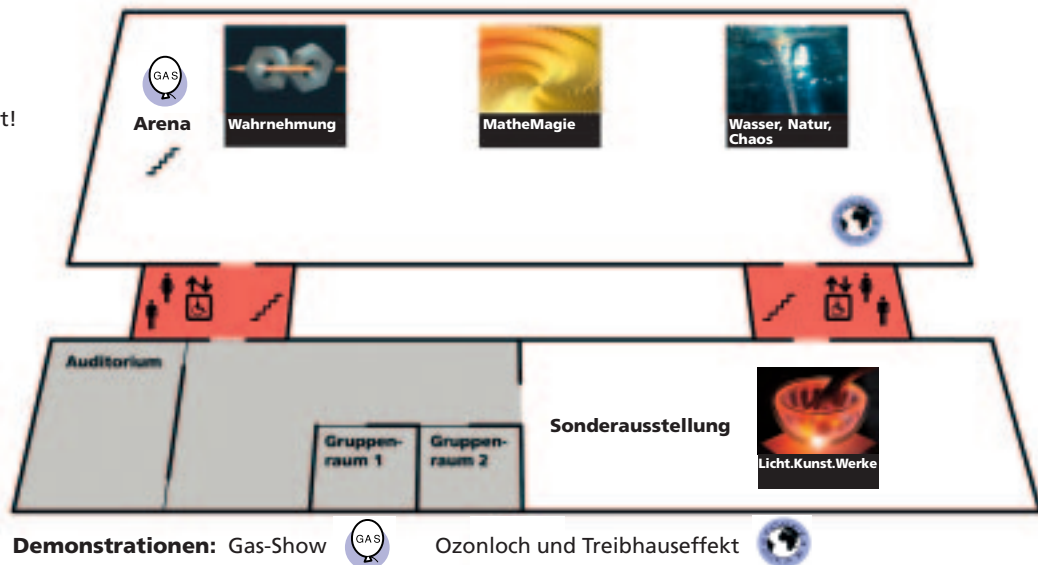 t!
GAS
Arena
Wahrnehmung
MatheMagie
Wasser, Natur,
Chaos
Auditorium
Gruppen-
raum 1
Gruppen-
raum 2
Sonderausstellung
Licht.Kunst.Werke
Demonstrationen: Gas-Show GAS Ozonloch und Treibhauseffekt